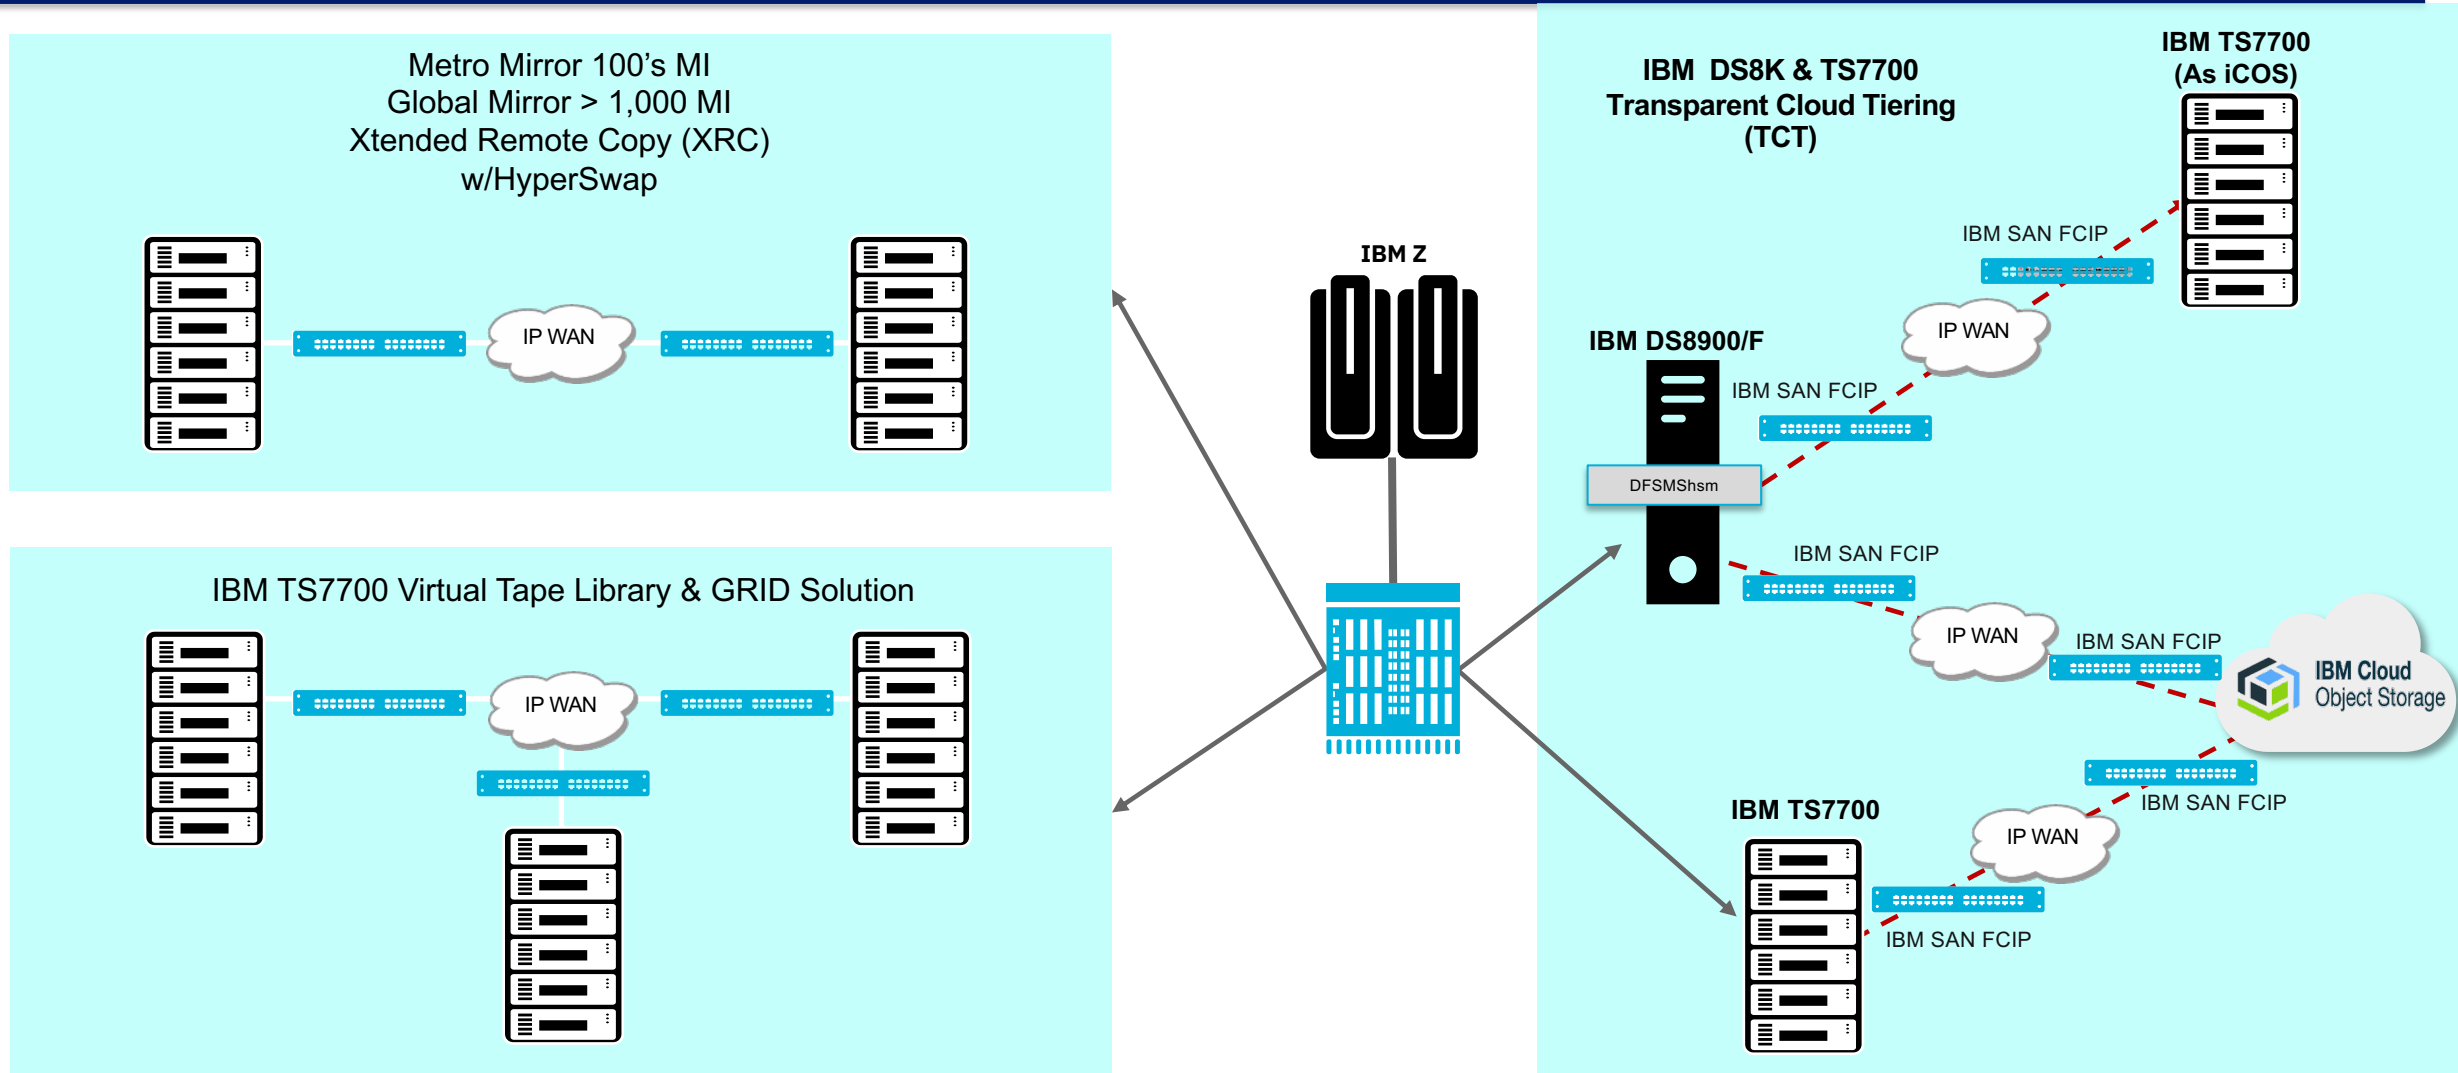 Metro Mirror 100’s MI
Global Mirror > 1,000 MI
Xtended Remote Copy (XRC)
w/HyperSwap
IP WAN
IBM TS7700 Virtual Tape Library & GRID Solution
IP WAN
IBM Z
IBM DS8K & TS7700
Transparent Cloud Tiering
(TCT)
IBM TS7700
(As iCOS)
IBM SAN FCIP
IP WAN
IBM DS8900/F
IBM SAN FCIP
DFSMShsm
IBM SAN FCIP
IP WAN
IBM SAN FCIP
IBM Cloud
Object Storage
IBM SAN FCIP
IBM TS7700
IP WAN
IBM SAN FCIP